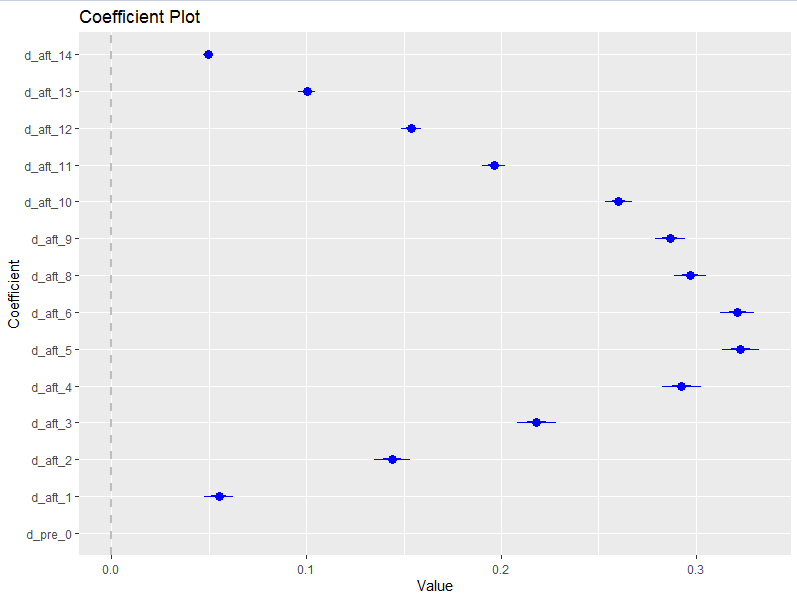 Coefficient Plot
d_aft_14
d_aft_13
d_aft_12
d_aft_11
d_aft_10
d_aft_9
d_aft_8
d_aft_6
d_aft_5
d_aft_4
d_aft_3
d_aft_2
d_aft_1
d_pre_0
Coefficient
0.0 0.1 0.2 0.3
Value